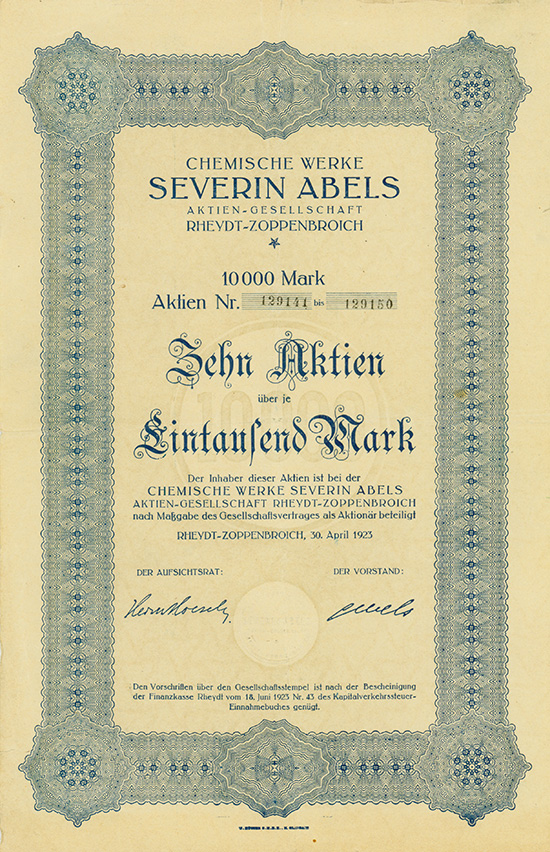 CHEMISCHE WERKE
SEVERIN ABELS
AKTIEN-GESELLSCHAFT
RHEYDT-ZOPPENBROICH
10000 Mark
Aktien Nr. 129141 bis 129150
Zehn Aktien
über je
Eintausend Mark
10000
Der Inhaber dieser Aktien ist bei der
CHEMISCHE WERKE SEVERIN ABELS
AKTIEN-GESELLSCHAFT RHEYDT-ZOPPENBROICH
nach Maßgabe des Gesellschaftsvertrages als Aktionär beteiligt
RHEYDT-ZOPPENBROICH, 30. April 1923
DER AUFSICHTSRAT: DER VORSTAND:
Den Vorschriften über den Gesellschaftsstempel ist nach der Bescheinigung
der Finanzkasse Rheydt vom 18. Juni 1923 Nr. 43 des Kapitalverkehrssteuer-
Einnahmebuches genügt.